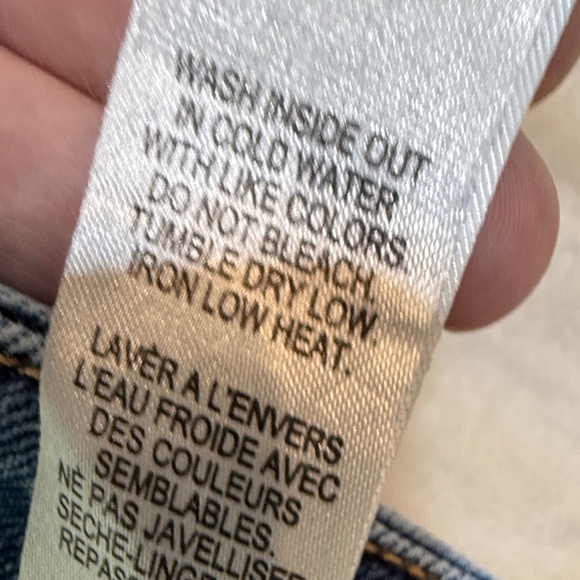 WASH INSIDE OUT
IN COLD WATER
WITH LIKE COLORS.
DO NOT BLEACH.
TUMBLE DRY LOW.
IRON LOW HEAT.
LAVER A L'ENVERS
L'EAU FROIDE AVEC
DES COULEURS
SEMBLABLES.
NE PAS JAVELLISER